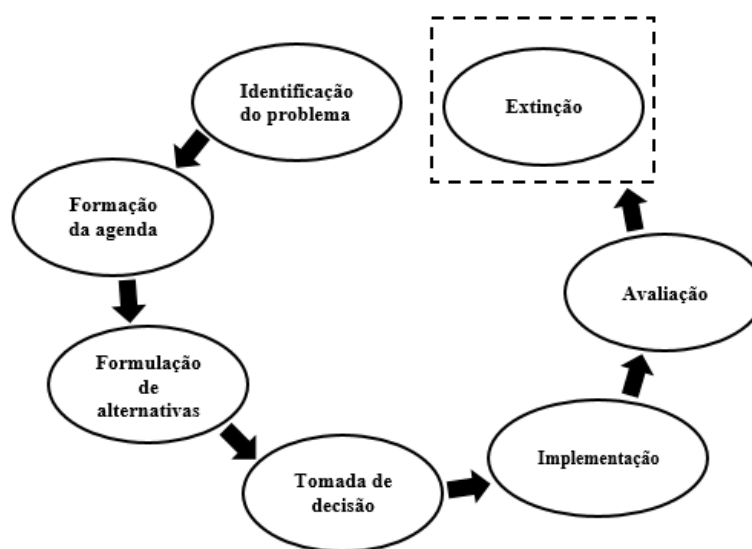 Identificação
do problema
Formação
da agenda
Formulação
de
alternativas
Tomada de
decisão
Implementação
Avaliação
Extinção